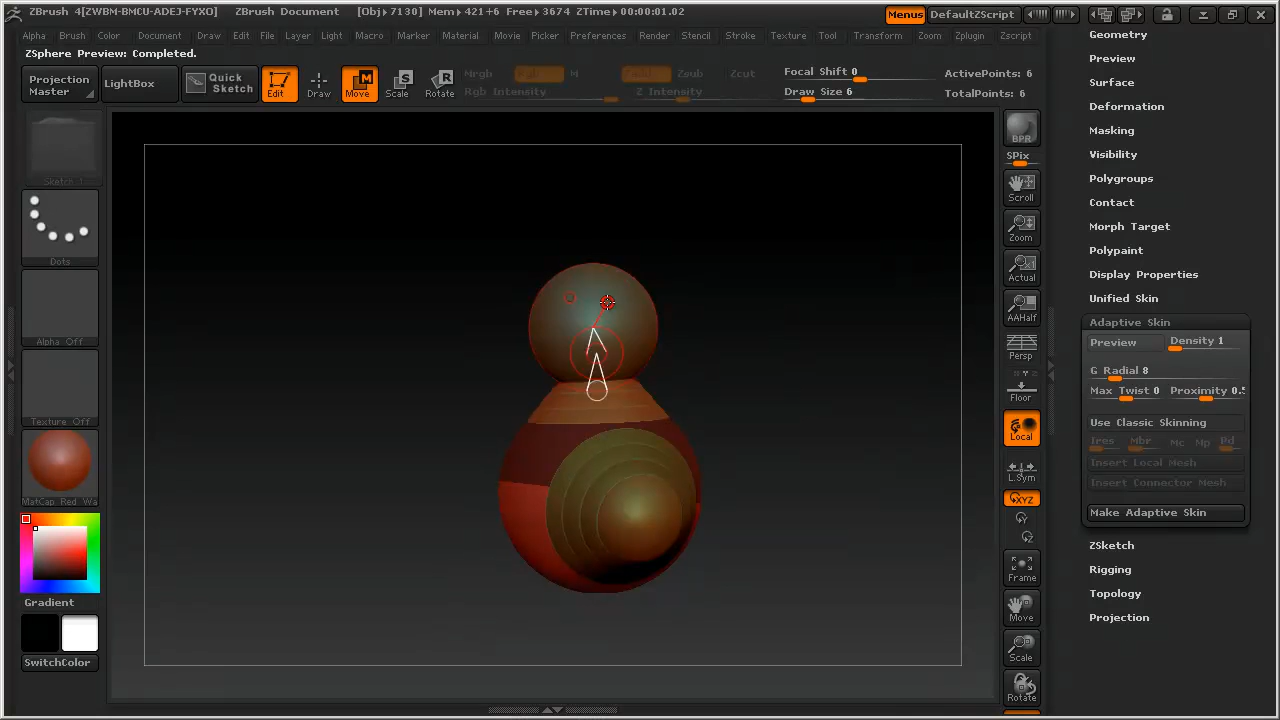 ZBrush 4[ZWBM-BMCU-ADEJ-FYXO] ZBrush Document [Obj▸7130] Mem▸421+6 Free▸3674 ZTime▸00:00:01.02 Menus DefaultZScript
Alpha Brush Color Document Draw Edit File Layer Light Macro Marker Material Movie Picker Preferences Render Stencil Stroke Texture Tool Transform Zoom Zplugin Zscript
ZSphere Preview: Completed.
Projection Master LightBox Quick Sketch Edit Draw Move Scale Rotate
Mrgb Rgb M Zadd Zsub Zcut Focal Shift 0 ActivePoints: 6
Rgb Intensity Z Intensity Draw Size 6 TotalPoints: 6
Sketch 1
Dots
Alpha Off
Texture Off
MatCap Red Wa
Gradient
SwitchColor
BPR
SPix
Scroll
Zoom
Actual
AAHalf
Persp
Floor
Local
L.Sym
XYZ
Y
Z
Frame
Move
Scale
Rotate
Geometry
Preview
Surface
Deformation
Masking
Visibility
Polygroups
Contact
Morph Target
Polypaint
Display Properties
Unified Skin
Adaptive Skin
Preview Density 1
G Radial 8
Max Twist 0 Proximity 0.5
Use Classic Skinning
Ires Mbr Mc Mp Pd
Insert Local Mesh
Insert Connector Mesh
Make Adaptive Skin
ZSketch
Rigging
Topology
Projection